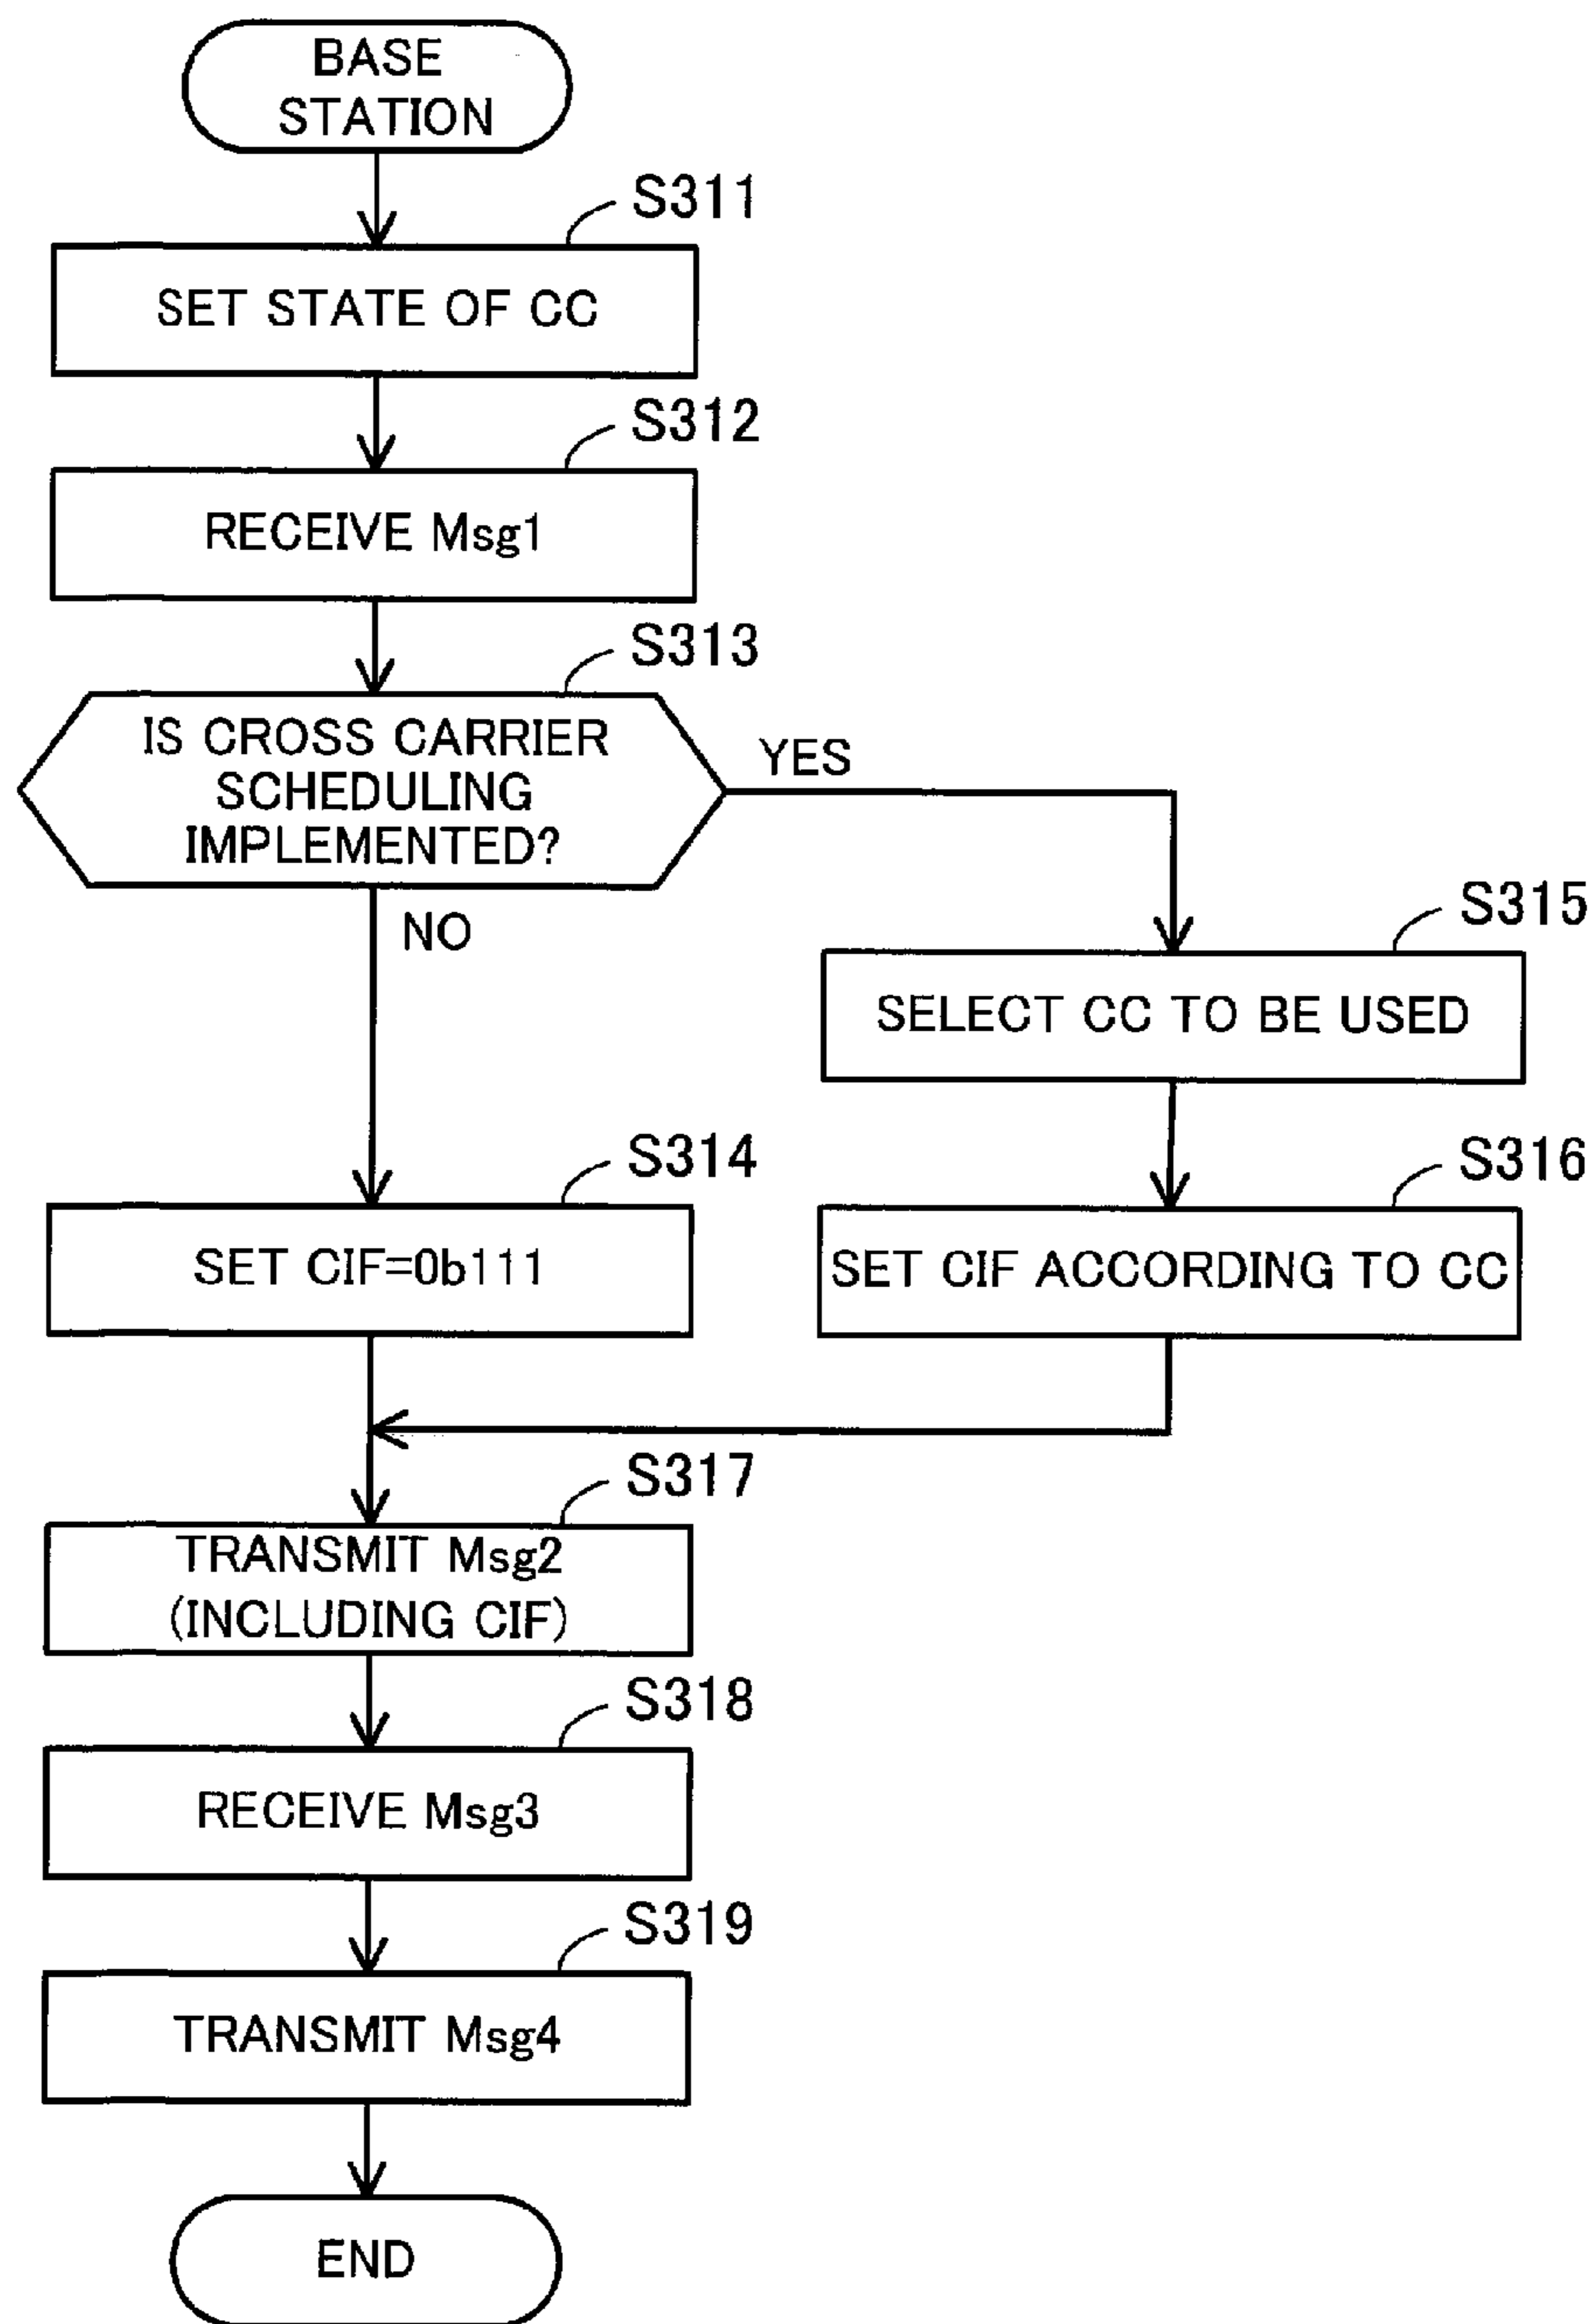 BASE
STATION
S311
SET STATE OF CC
S312
RECEIVE Msg1
S313
IS CROSS CARRIER
SCHEDULING
IMPLEMENTED?
YES
NO
S315
SELECT CC TO BE USED
S314
SET CIF=0b111
S316
SET CIF ACCORDING TO CC
S317
TRANSMIT Msg2
(INCLUDING CIF)
S318
RECEIVE Msg3
S319
TRANSMIT Msg4
END